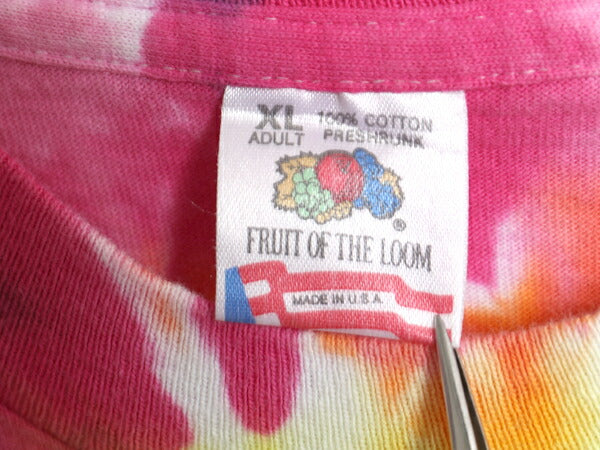 XL 100% COTTON
ADULT PRESHRUNK
®
FRUIT OF THE LOOM
MADE IN U.S.A.